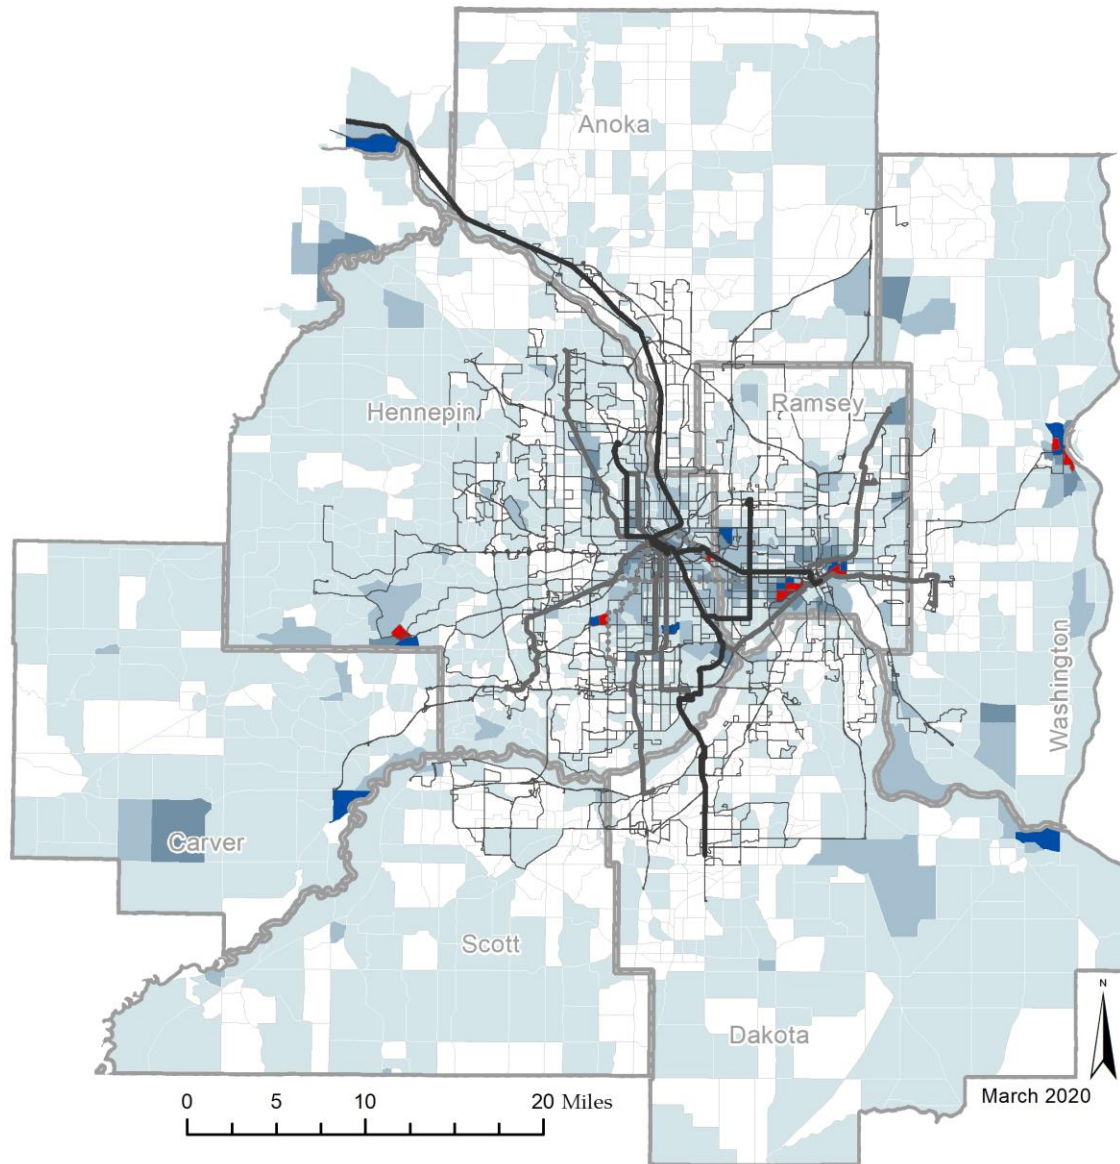 Anoka
Hennepin
Ramsey
Washington
Carver
Scott
Dakota
N
March 2020
0 5 10 20 Miles